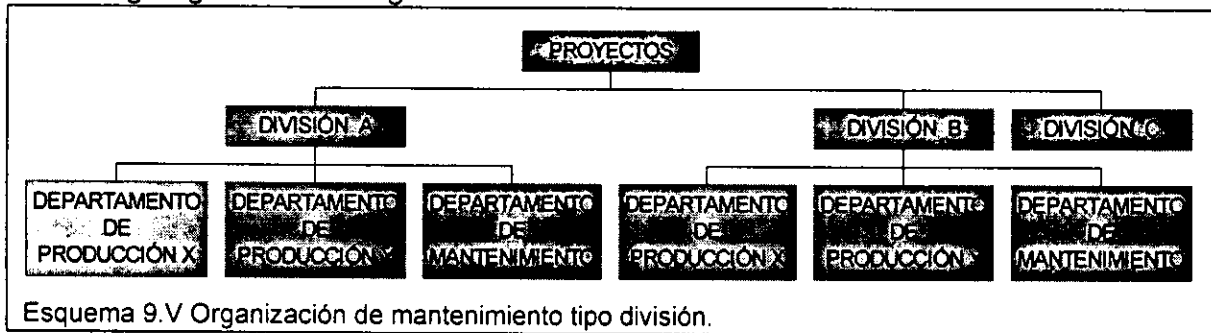 PROYECTOS
DIVISIÓN A
DIVISIÓN B
DIVISIÓN C
DEPARTAMENTO
DE
PRODUCCIÓN X
DEPARTAMENTO
DE
PRODUCCIÓN Y
DEPARTAMENTO
DE
MANTENIMIENTO
DEPARTAMENTO
DE
PRODUCCIÓN X
DEPARTAMENTO
DE
PRODUCCIÓN Y
DEPARTAMENTO
DE
MANTENIMIENTO
Esquema 9.V Organización de mantenimiento tipo división.